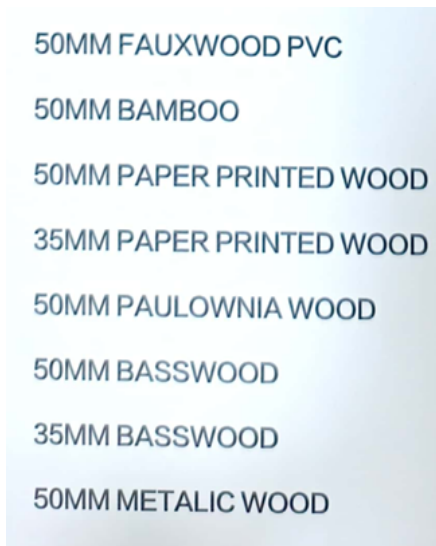 50MM FAUXWOOD PVC
50MM BAMBOO
50MM PAPER PRINTED WOOD
35MM PAPER PRINTED WOOD
50MM PAULOWNIA WOOD
50MM BASSWOOD
35MM BASSWOOD
50MM METALIC WOOD